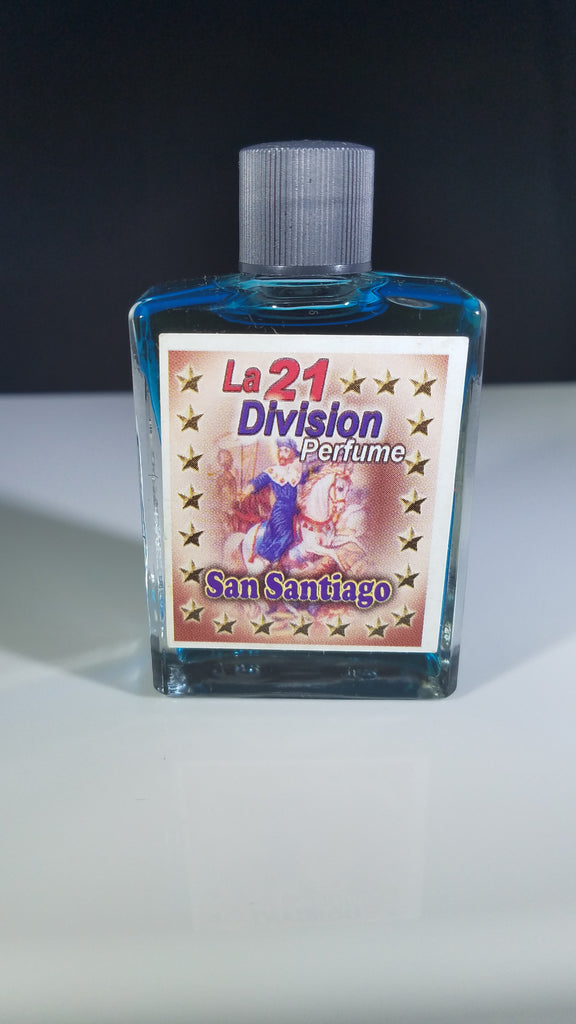 La 21
Division
Perfume
San Santiago